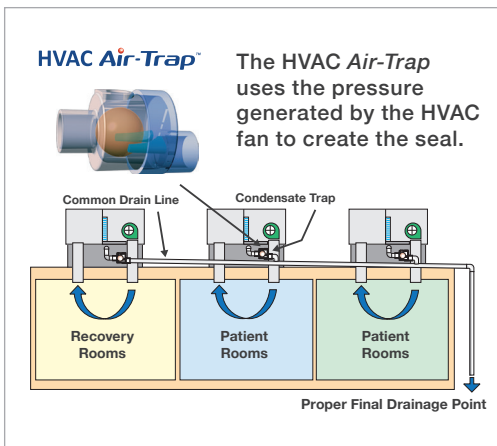 HVAC Air-Trap™
The HVAC Air-Trap
uses the pressure
generated by the HVAC
fan to create the seal.
Common Drain Line
Condensate Trap
Recovery
Rooms
Patient
Rooms
Patient
Rooms
Proper Final Drainage Point